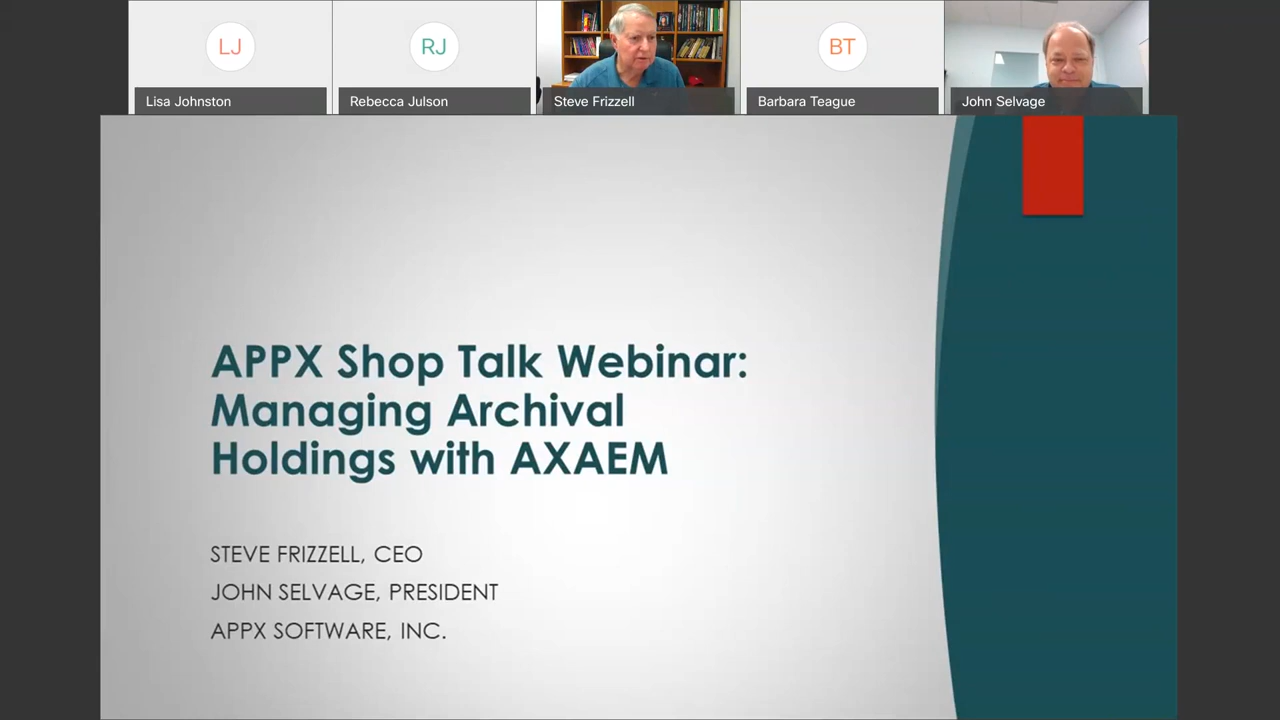 LJ
RJ
BT
Lisa Johnston
Rebecca Julson
Steve Frizzell
Barbara Teague
John Selvage
APPX Shop Talk Webinar:
Managing Archival
Holdings with AXAEM
STEVE FRIZZELL, CEO
JOHN SELVAGE, PRESIDENT
APPX SOFTWARE, INC.